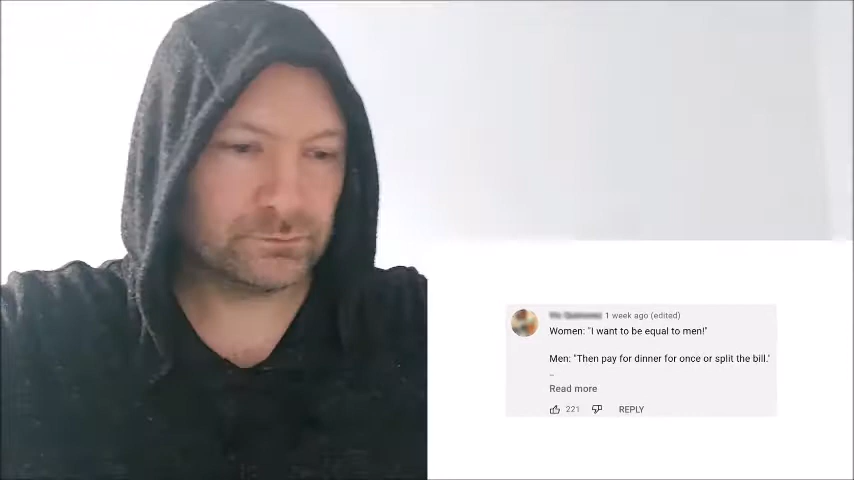 1 week ago (edited)
Women: "I want to be equal to men!"
Men: "Then pay for dinner for once or split the bill.'
_
Read more
221 REPLY